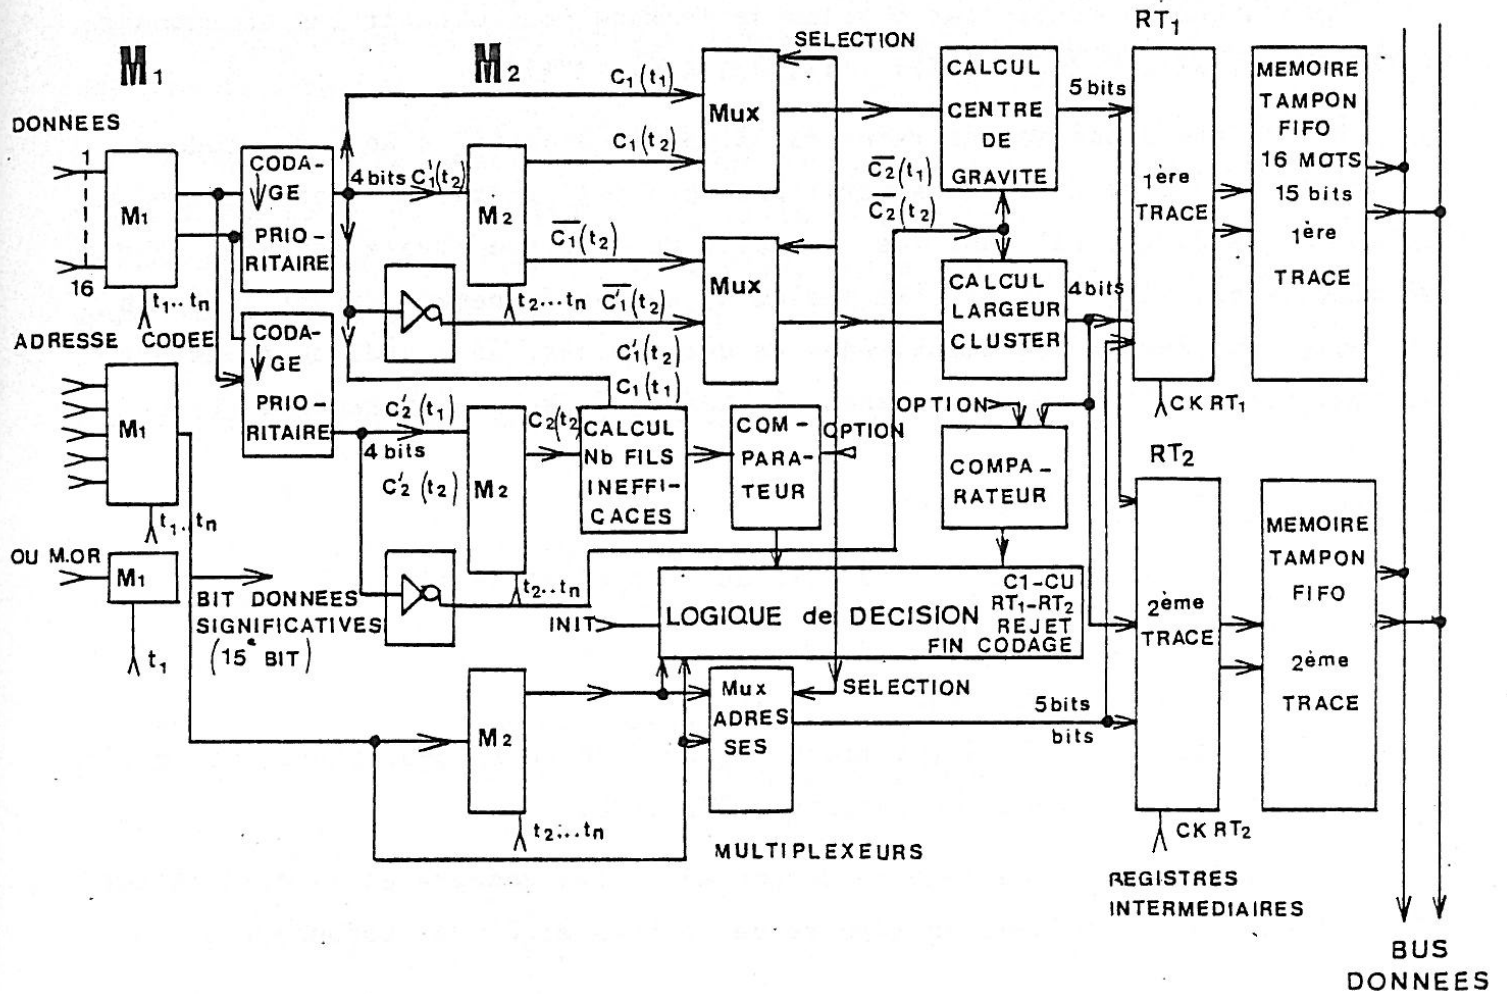 M1
M2
RT1
SELECTION
DONNEES
1
16
M1
t1..tn
CODA-
GE
PRIO-
RITAIRE
4 bits
C'1(t2)
M2
t2...tn
C1(t1)
C1(t2)
C̅1̅(t2)
C̅'̅1̅(t2)
Mux
Mux
CALCUL
CENTRE
DE
GRAVITE
5 bits
C̅2̅(t1)
C̅2̅(t2)
CALCUL
LARGEUR
CLUSTER
4 bits
1ère
TRACE
CK RT1
MEMOIRE
TAMPON
FIFO
16 MOTS
15 bits
1ère
TRACE
ADRESSE CODEE
M1
t1..tn
CODA-
GE
PRIO-
RITAIRE
C'2(t1)
4 bits
C'2(t2)
M2
t2..tn
C2(t2)
C'1(t2)
C1(t1)
CALCUL
Nb FILS
INEFFI-
CACES
COM-
PARA-
TEUR
OPTION
OPTION
COMPA-
RATEUR
RT2
OU M.OR
M1
t1
BIT DONNEES
SIGNIFICATIVES
(15e BIT)
INIT
LOGIQUE de DECISION
C1-CU
RT1-RT2
REJET
FIN CODAGE
2ème
TRACE
CK RT2
MEMOIRE
TAMPON
FIFO
2ème
TRACE
M2
t2...tn
Mux
ADRES
SES
SELECTION
5 bits
bits
MULTIPLEXEURS
REGISTRES
INTERMEDIAIRES
BUS
DONNEES